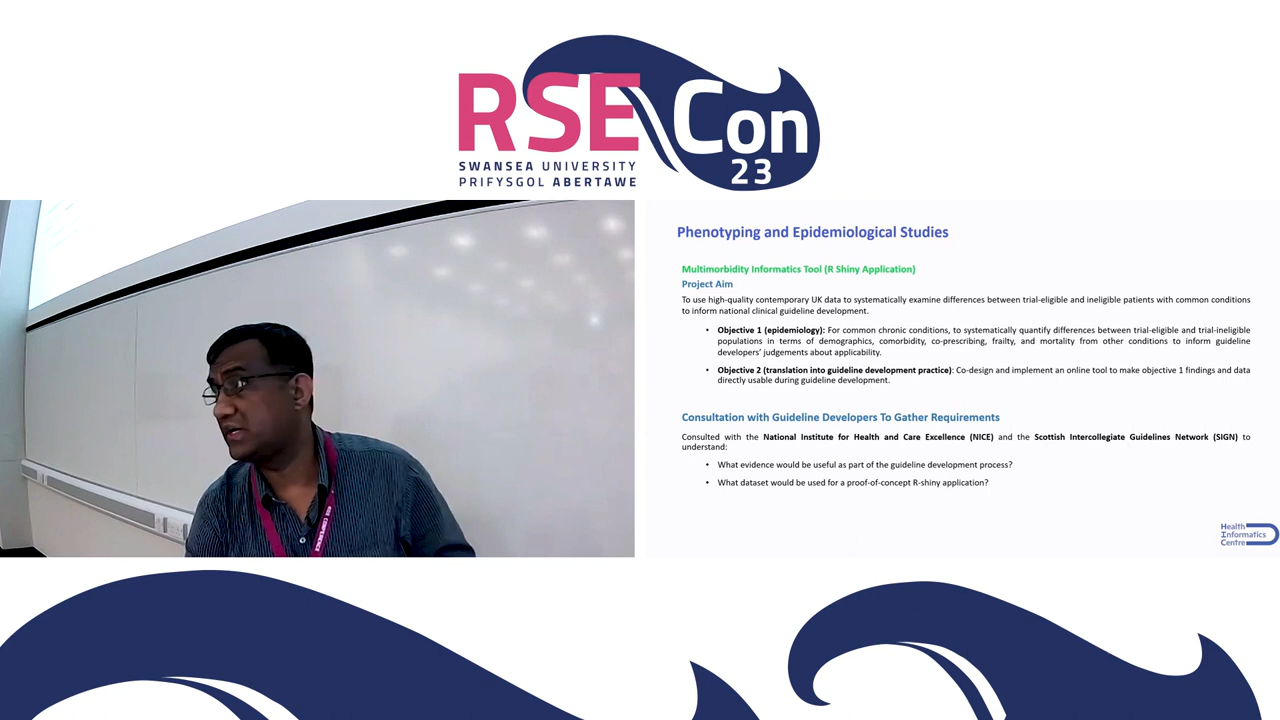 RSE Con
23
SWANSEA UNIVERSITY
PRIFYSGOL ABERTAWE
RSE CONFERENCE
Phenotyping and Epidemiological Studies
Multimorbidity Informatics Tool (R Shiny Application)
Project Aim
To use high-quality contemporary UK data to systematically examine differences between trial-eligible and ineligible patients with common conditions
to inform national clinical guideline development.
• Objective 1 (epidemiology): For common chronic conditions, to systematically quantify differences between trial-eligible and trial-ineligible
populations in terms of demographics, comorbidity, co-prescribing, frailty, and mortality from other conditions to inform guideline
developers' judgements about applicability.
• Objective 2 (translation into guideline development practice): Co-design and implement an online tool to make objective 1 findings and data
directly usable during guideline development.
Consultation with Guideline Developers To Gather Requirements
Consulted with the National Institute for Health and Care Excellence (NICE) and the Scottish Intercollegiate Guidelines Network (SIGN) to
understand:
• What evidence would be useful as part of the guideline development process?
• What dataset would be used for a proof-of-concept R-shiny application?
Health
Informatics
Centre